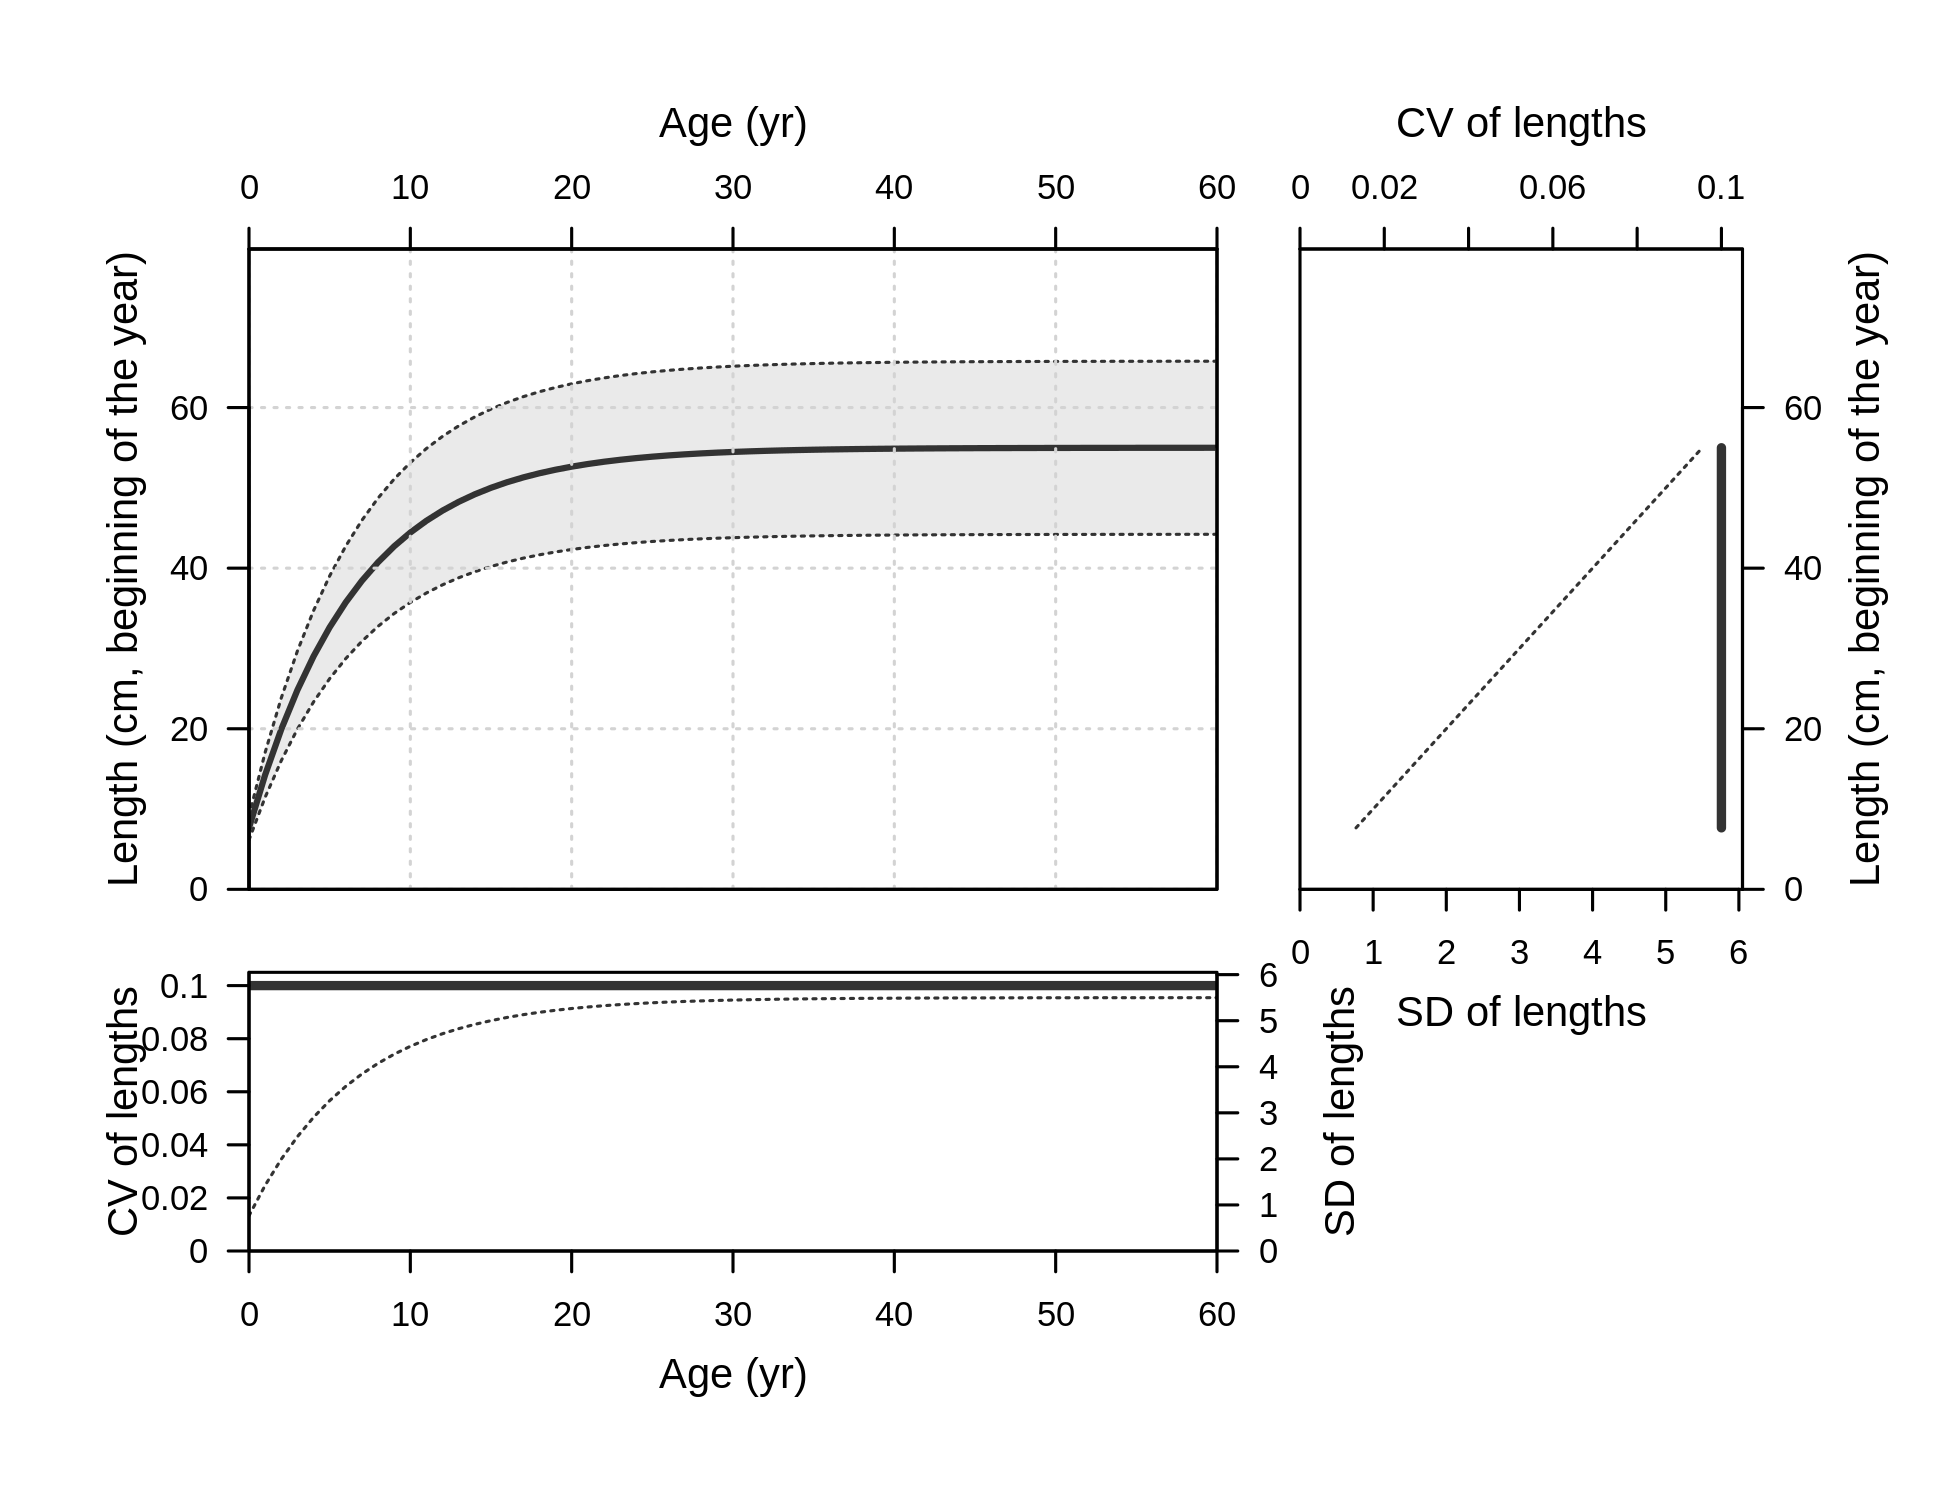 Age (yr)
CV of lengths
0 10 20 30 40 50 60
0 0.02 0.06 0.1
Length (cm, beginning of the year)
60
40
20
0
60
40
20
0
Length (cm, beginning of the year)
0 1 2 3 4 5 6
SD of lengths
CV of lengths
0.1
0.08
0.06
0.04
0.02
0
6
5
4
3
2
1
0
SD of lengths
0 10 20 30 40 50 60
Age (yr)